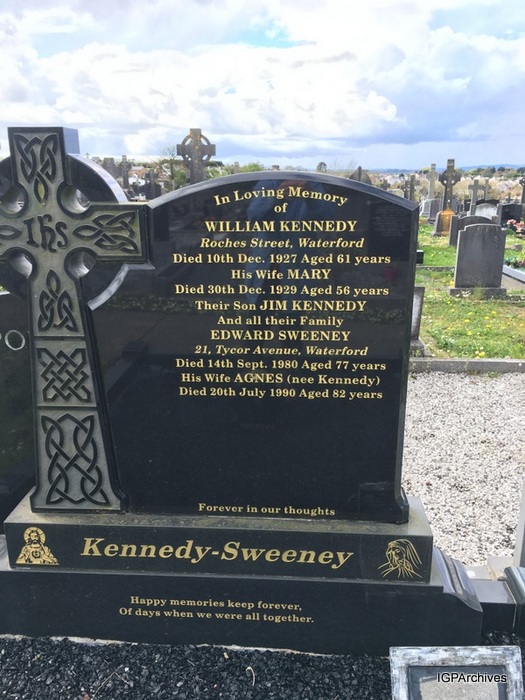 In Loving Memory
of
WILLIAM KENNEDY
Roches Street, Waterford
Died 10th Dec. 1927 Aged 61 years
His Wife MARY
Died 30th Dec. 1929 Aged 56 years
Their Son JIM KENNEDY
And all their Family
EDWARD SWEENEY
21, Tycor Avenue, Waterford
Died 14th Sept. 1980 Aged 77 years
His Wife AGNES (nee Kennedy)
Died 20th July 1990 Aged 82 years
Forever in our thoughts
Kennedy-Sweeney
Happy memories keep forever,
Of days when we were all together.
Ihs
IGPArchives